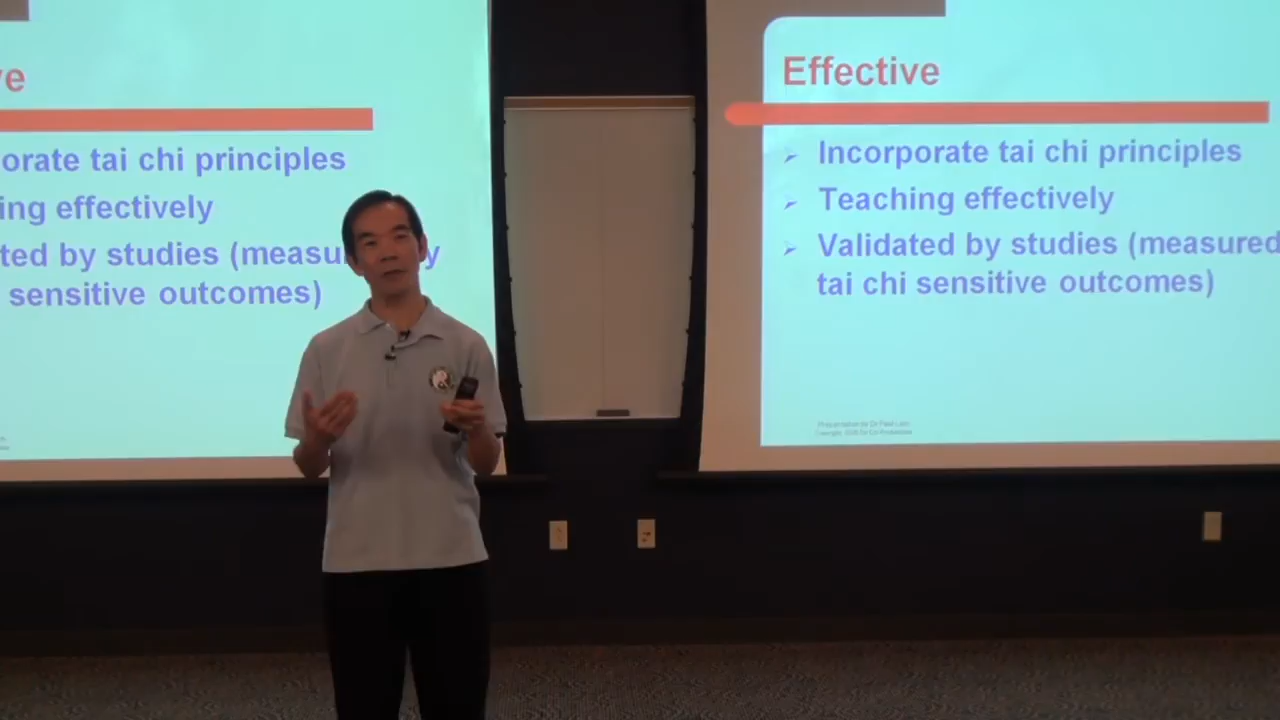 ve
orate tai chi principles
ing effectively
ted by studies (measu y
sensitive outcomes)
Effective
Incorporate tai chi principles
Teaching effectively
Validated by studies (measured
tai chi sensitive outcomes)